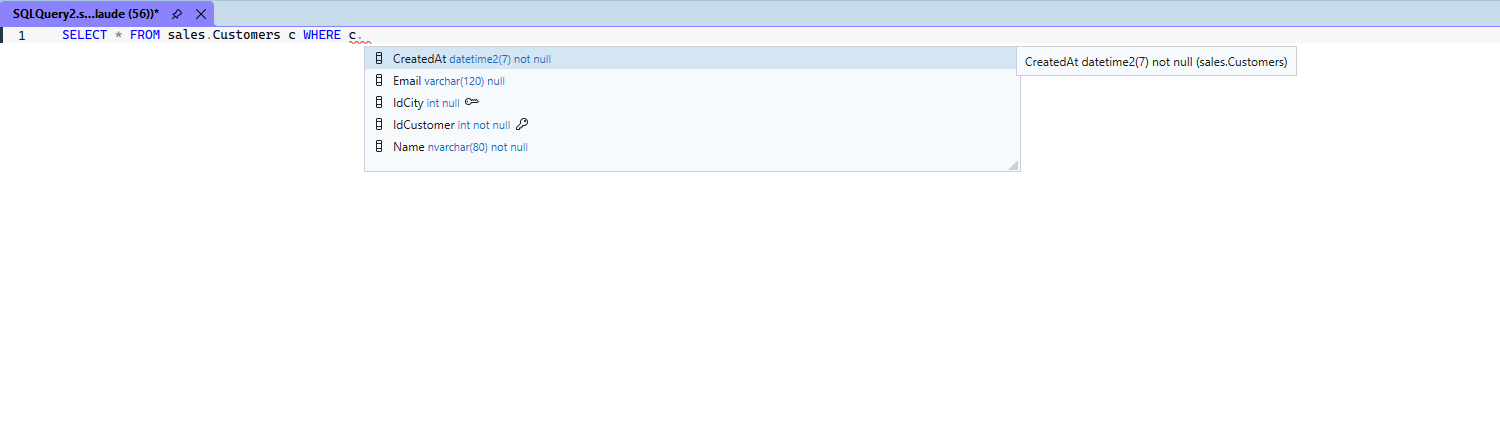 SQLQuery2.s...laude (56))*
1 SELECT * FROM sales.Customers c WHERE c.
CreatedAt datetime2(7) not null
CreatedAt datetime2(7) not null (sales.Customers)
Email varchar(120) null
IdCity int null
IdCustomer int not null
Name nvarchar(80) not null